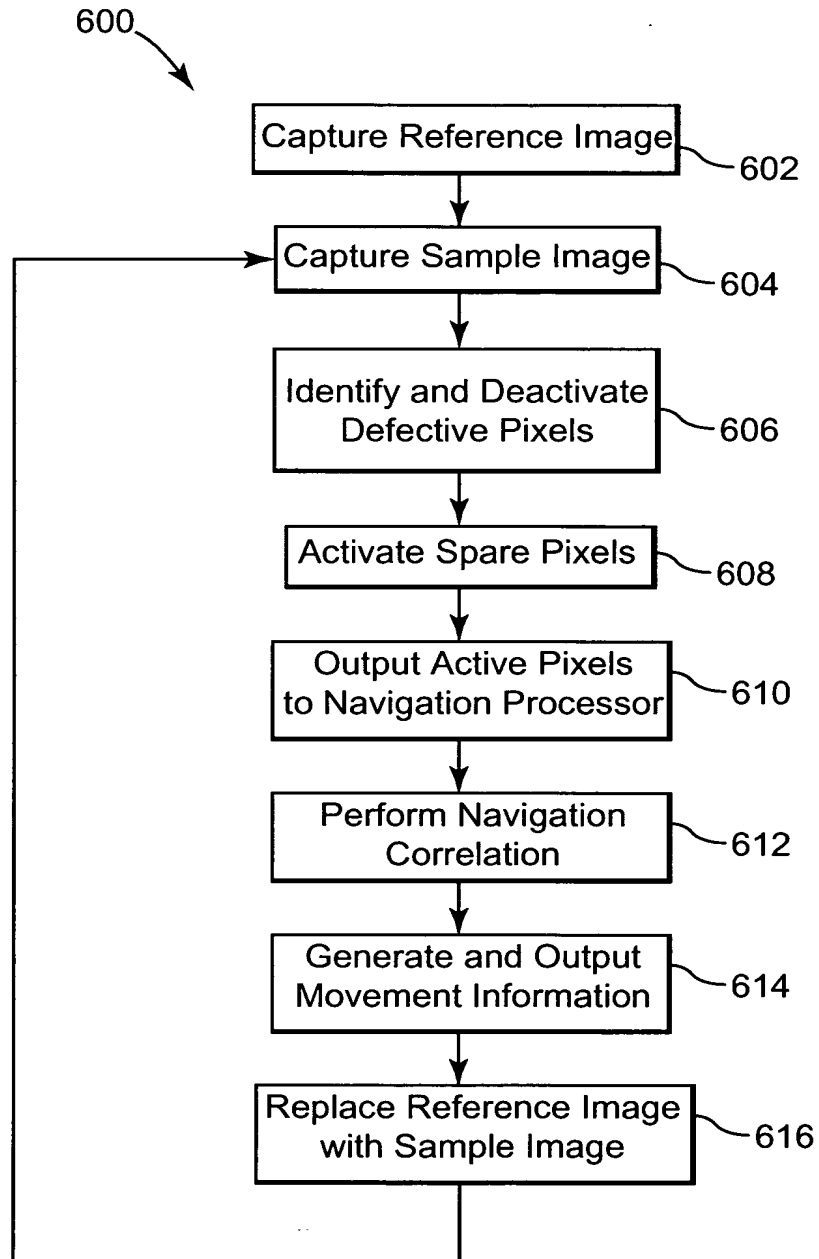 600
Capture Reference Image
602
Capture Sample Image
604
Identify and Deactivate
Defective Pixels
606
Activate Spare Pixels
608
Output Active Pixels
to Navigation Processor
610
Perform Navigation
Correlation
612
Generate and Output
Movement Information
614
Replace Reference Image
with Sample Image
616